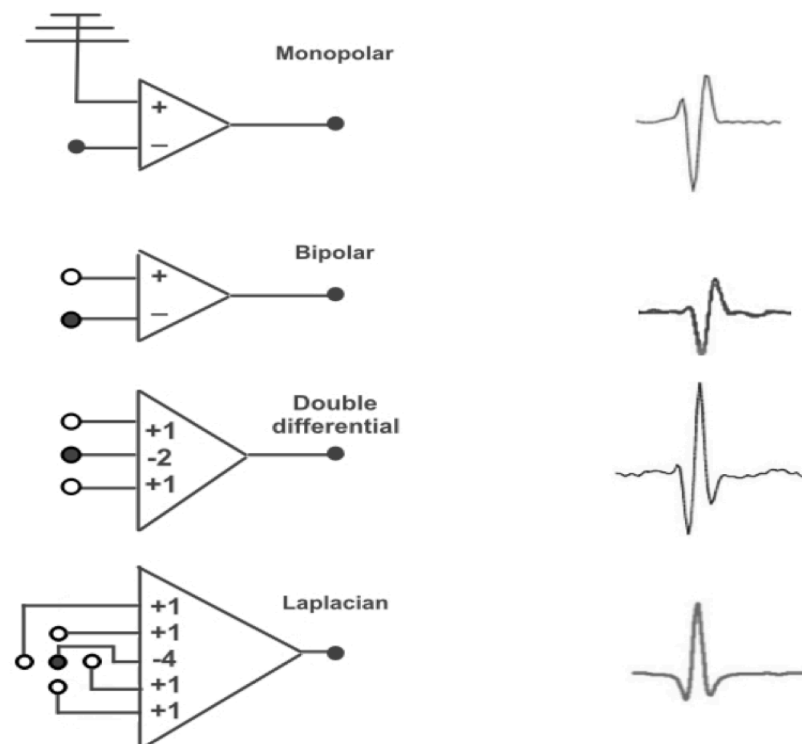 Monopolar
+
−
Bipolar
+
−
Double
differential
+1
-2
+1
Laplacian
+1
+1
-4
+1
+1